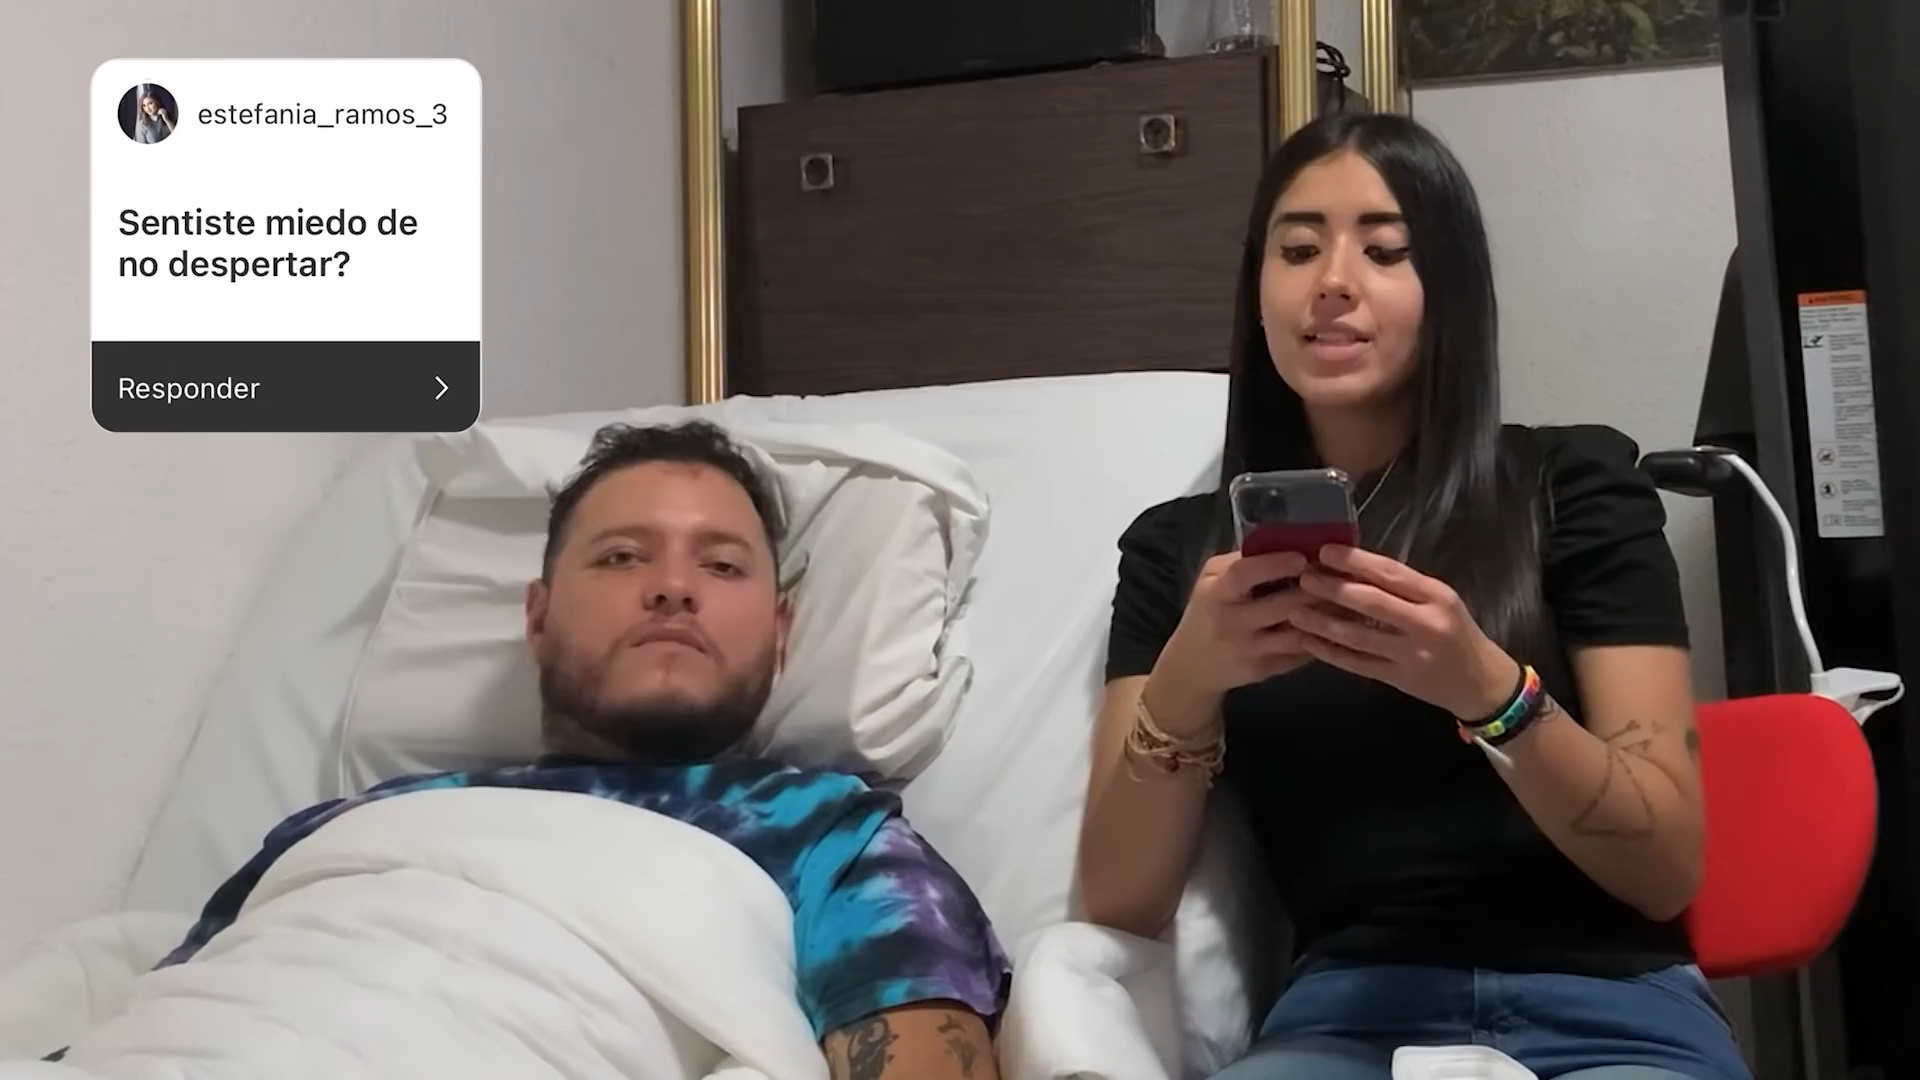 estefania_ramos_3
Sentiste miedo de
no despertar?
Responder